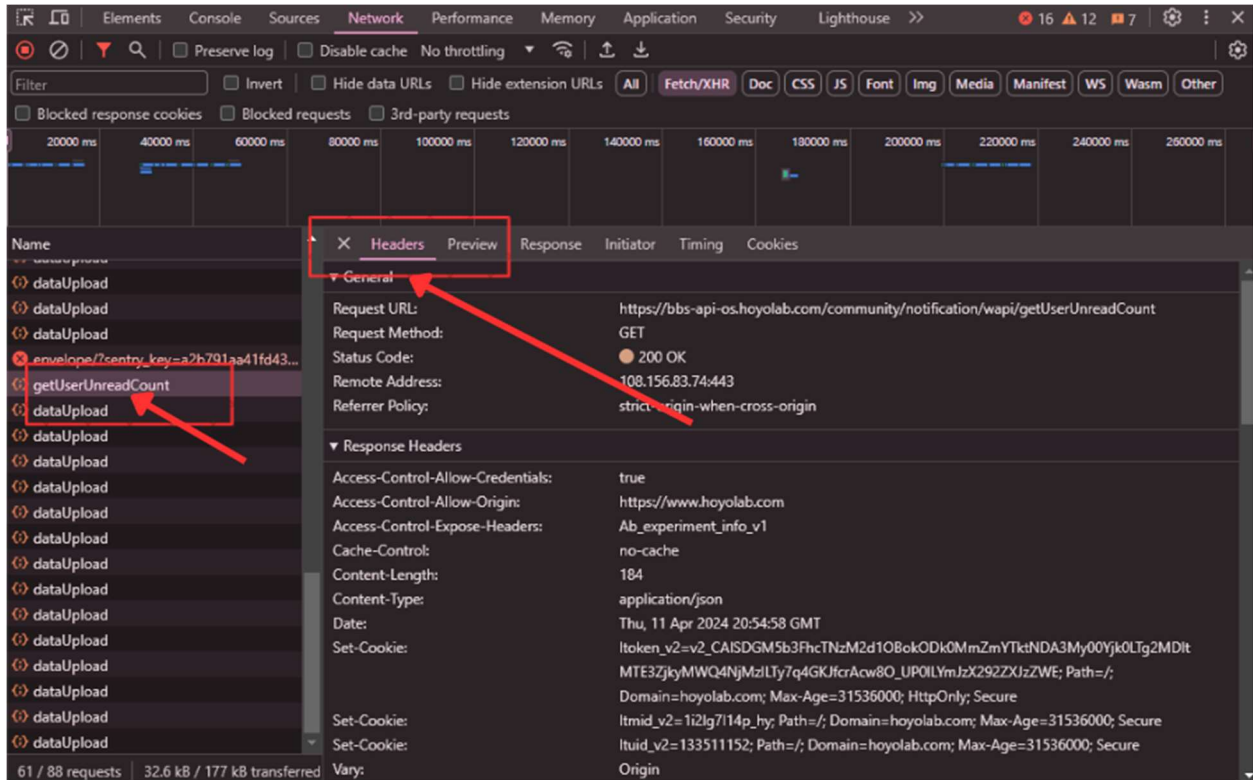 Elements Console Sources Network Performance Memory Application Security Lighthouse >> 16 12 7
Preserve log Disable cache No throttling
Filter Invert Hide data URLs Hide extension URLs All Fetch/XHR Doc CSS JS Font Img Media Manifest WS Wasm Other
Blocked response cookies Blocked requests 3rd-party requests
20000 ms 40000 ms 60000 ms 80000 ms 100000 ms 120000 ms 140000 ms 160000 ms 180000 ms 200000 ms 220000 ms 240000 ms 260000 ms
Name
dataUpload
dataUpload
dataUpload
dataUpload
envelope/?sentry_key=a2b791aa41fd43...
getUserUnreadCount
dataUpload
dataUpload
dataUpload
dataUpload
dataUpload
dataUpload
dataUpload
dataUpload
dataUpload
dataUpload
dataUpload
dataUpload
dataUpload
dataUpload
61 / 88 requests 32.6 kB / 177 kB transferred
Headers Preview Response Initiator Timing Cookies
General
Request URL: https://bbs-api-os.hoyolab.com/community/notification/wapi/getUserUnreadCount
Request Method: GET
Status Code: 200 OK
Remote Address: 108.156.83.74:443
Referrer Policy: strict-origin-when-cross-origin
Response Headers
Access-Control-Allow-Credentials: true
Access-Control-Allow-Origin: https://www.hoyolab.com
Access-Control-Expose-Headers: Ab_experiment_info_v1
Cache-Control: no-cache
Content-Length: 184
Content-Type: application/json
Date: Thu, 11 Apr 2024 20:54:58 GMT
Set-Cookie:
Domain=hoyolab.com; Max-Age=31536000; HttpOnly; Secure
Set-Cookie: Path=/; Domain=hoyolab.com; Max-Age=31536000; Secure
Set-Cookie: ltuid_v2=133511152; Path=/; Domain=hoyolab.com; Max-Age=31536000; Secure
Vary: Origin